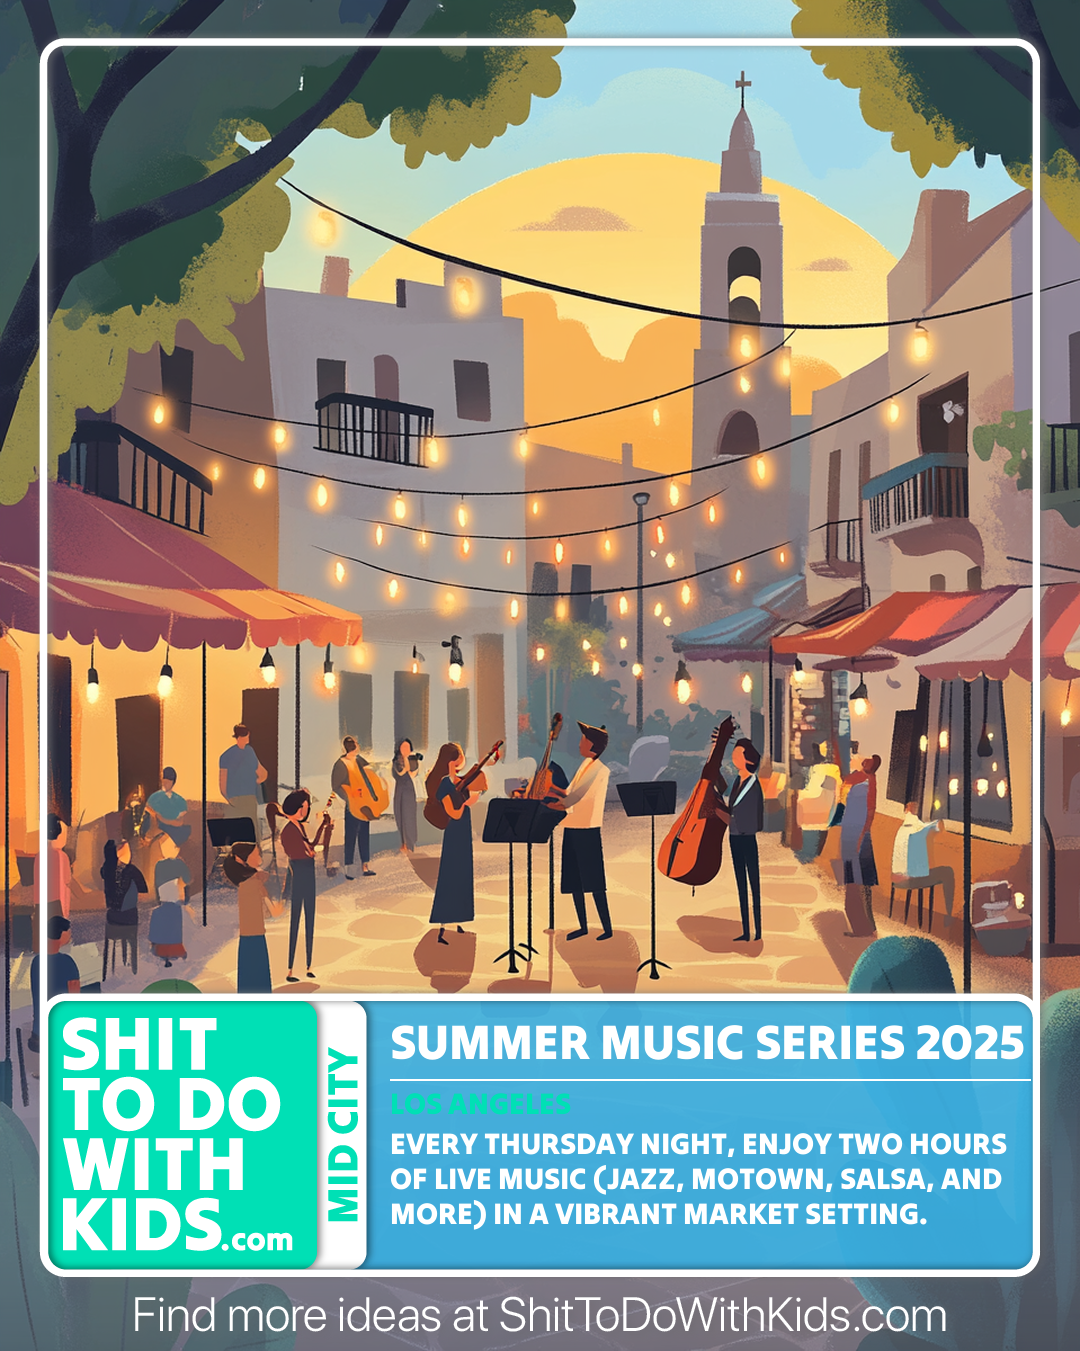 SHIT
TO DO
WITH
KIDS.com
MID CITY
SUMMER MUSIC SERIES 2025
LOS ANGELES
EVERY THURSDAY NIGHT, ENJOY TWO HOURS
OF LIVE MUSIC (JAZZ, MOTOWN, SALSA, AND
MORE) IN A VIBRANT MARKET SETTING.
Find more ideas at ShitToDoWithKids.com